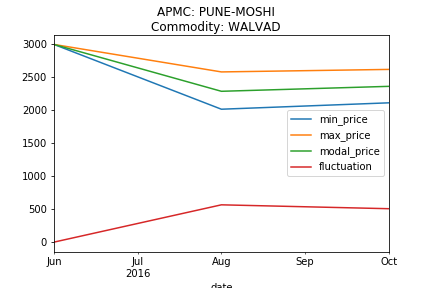 APMC: PUNE-MOSHI
Commodity: WALVAD
3000
2500
2000
1500
1000
500
0
min_price
max_price
modal_price
fluctuation
Jun
Jul
2016
Aug
Sep
Oct
date